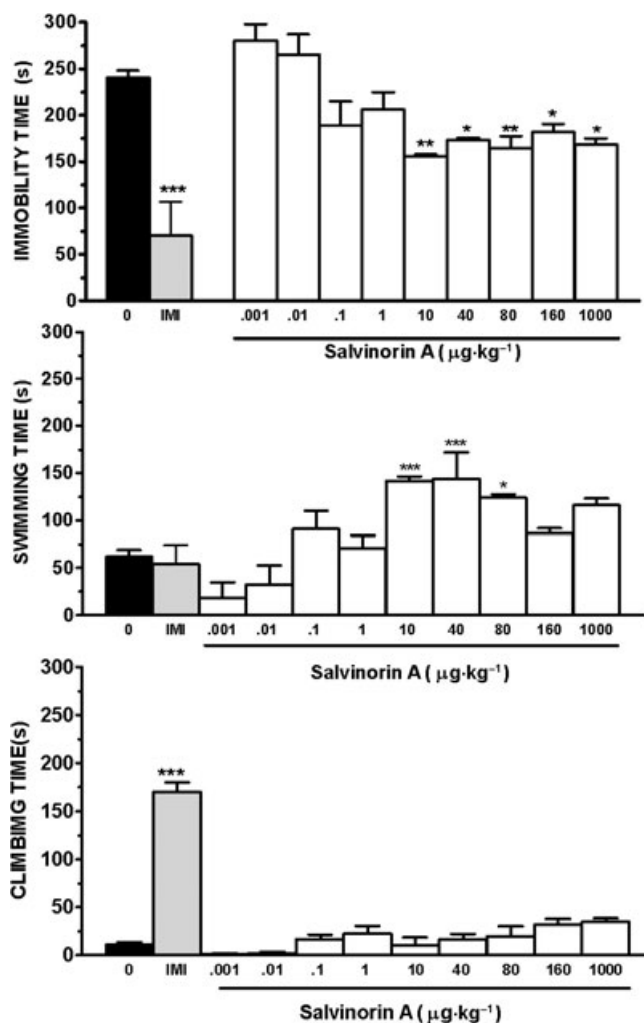 300
250
200
150
100
50
0
IMMOBILITY TIME (s)
***
** * ** * *
0 IMI .001 .01 .1 1 10 40 80 160 1000
Salvinorin A (μg·kg⁻¹)
300
250
200
150
100
50
0
SWIMMING TIME (s)
*** *** *
0 IMI .001 .01 .1 1 10 40 80 160 1000
Salvinorin A (μg·kg⁻¹)
300
250
200
150
100
50
0
CLIMBIMG TIME(s)
***
0 IMI .001 .01 .1 1 10 40 80 160 1000
Salvinorin A (μg·kg⁻¹)